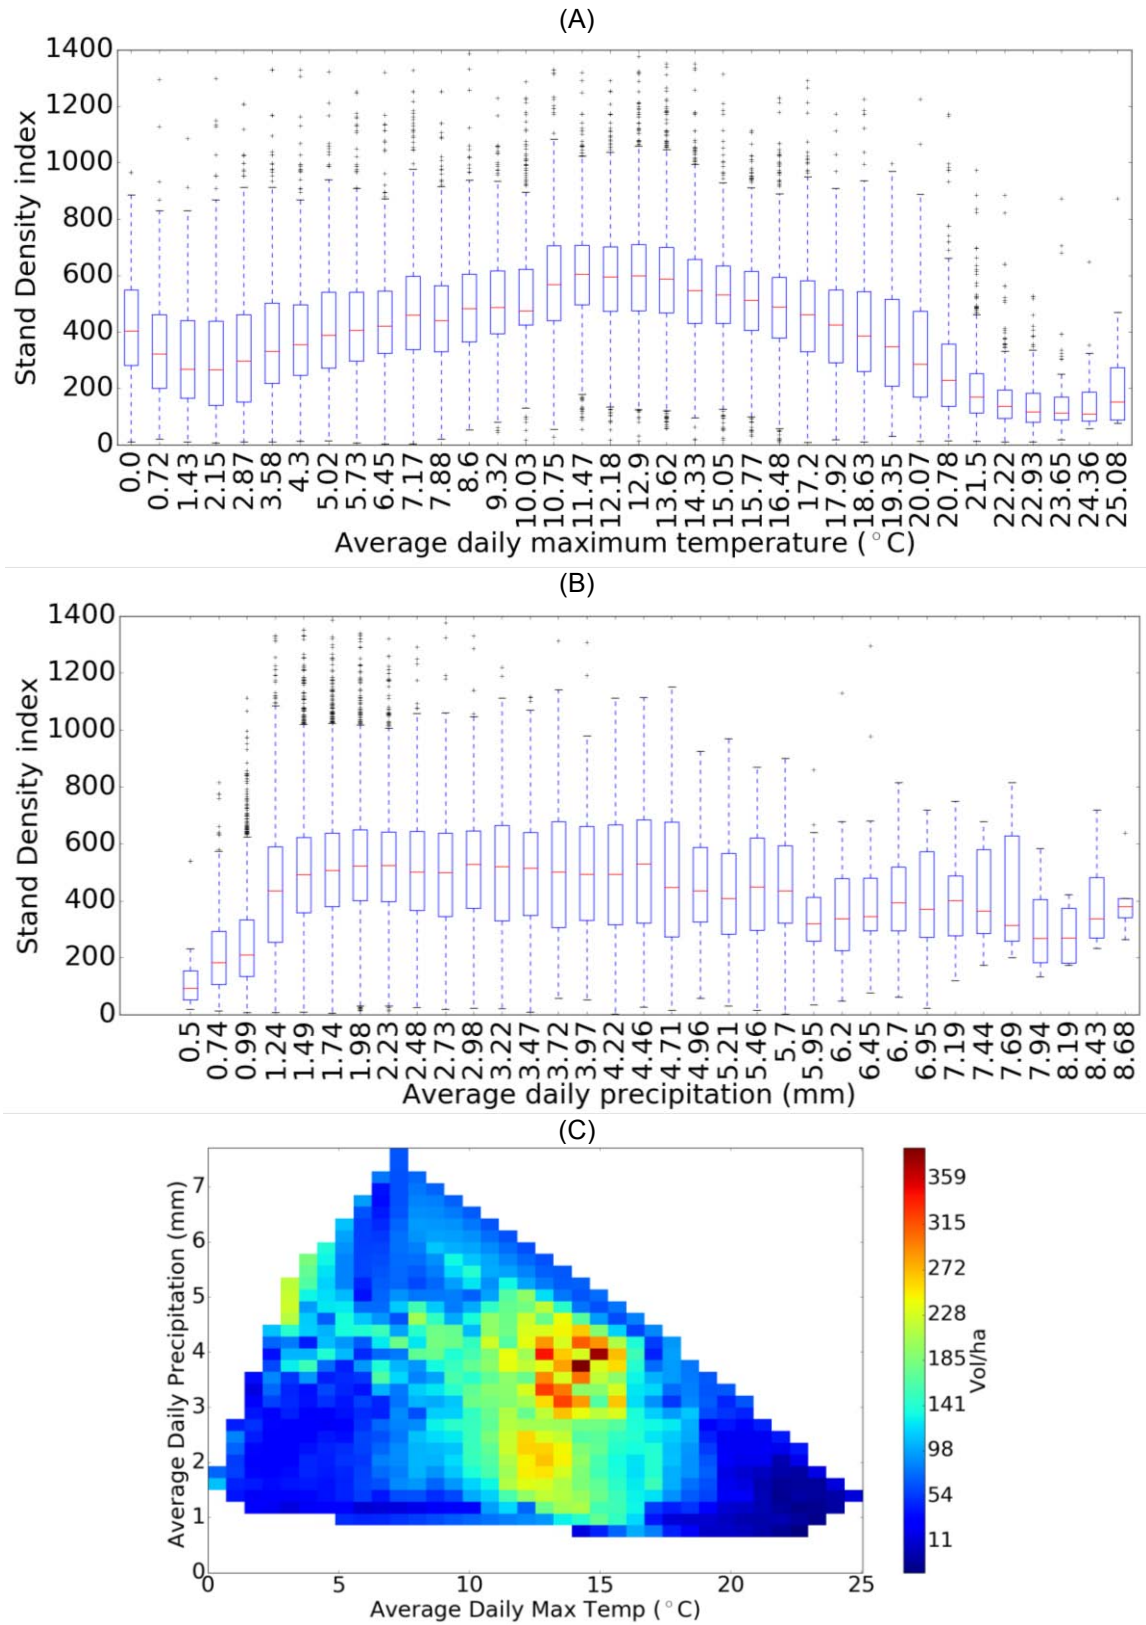 (A)
1400
1200
1000
800
600
400
200
0
Stand Density index
0.0 0.72 1.43 2.15 2.87 3.58 4.3 5.02 5.73 6.45 7.17 7.88 8.6 9.32 10.03 10.75 11.47 12.18 12.9 13.62 14.33 15.05 15.77 16.48 17.2 17.92 18.63 19.35 20.07 20.78 21.5 22.22 22.93 23.65 24.36 25.08
Average daily maximum temperature (°C)
(B)
1400
1200
1000
800
600
400
200
0
Stand Density index
0.5 0.74 0.99 1.24 1.49 1.74 1.98 2.23 2.48 2.73 2.98 3.22 3.47 3.72 3.97 4.22 4.46 4.71 4.96 5.21 5.46 5.7 5.95 6.2 6.45 6.7 6.95 7.19 7.44 7.69 7.94 8.19 8.43 8.68
Average daily precipitation (mm)
(C)
7
6
5
4
3
2
1
0
Average Daily Precipitation (mm)
0 5 10 15 20 25
Average Daily Max Temp (°C)
359
315
272
228
185
141
98
54
11
Vol/ha